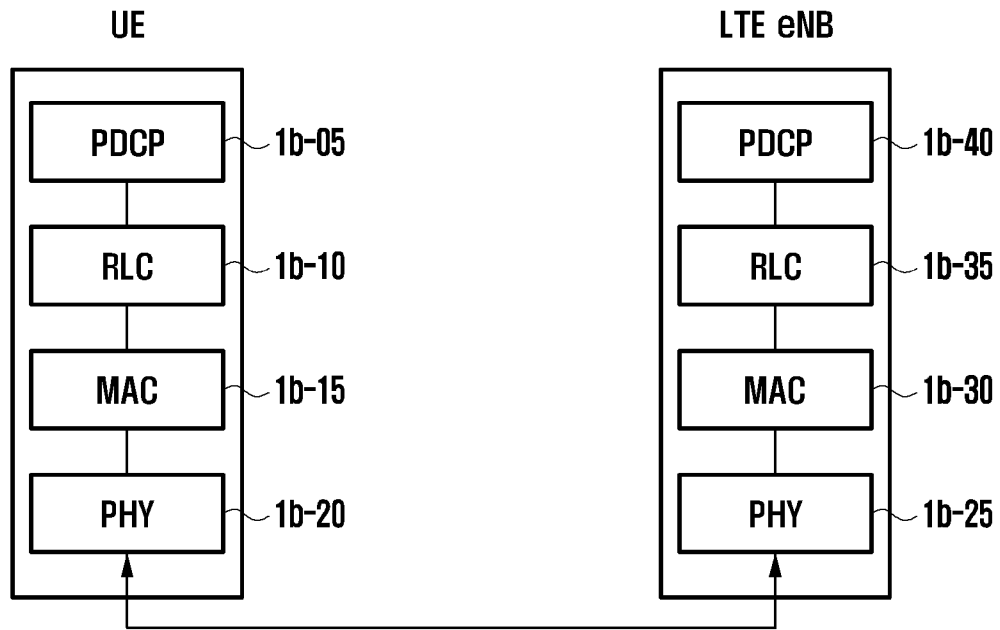 UE
LTE eNB
PDCP 1b-05
PDCP 1b-40
RLC 1b-10
RLC 1b-35
MAC 1b-15
MAC 1b-30
PHY 1b-20
PHY 1b-25